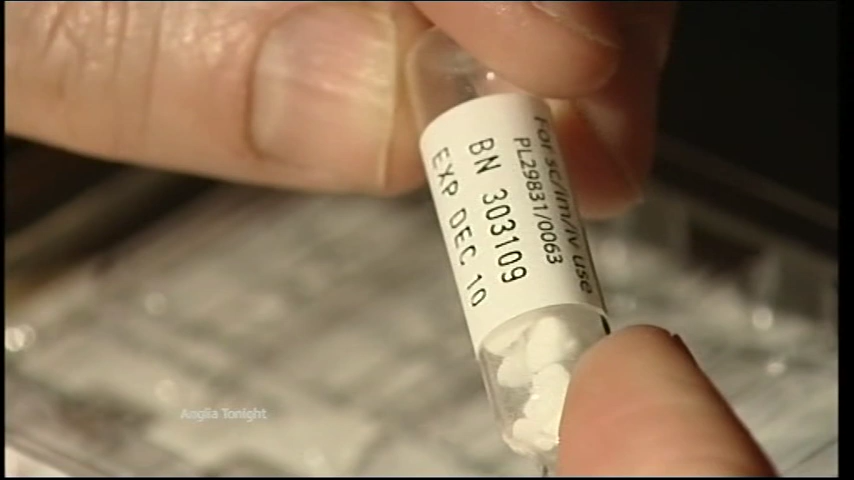 For sc/im/iv use
PL29831/0063
BN 303109
EXP DEC 10
Anglia Tonight